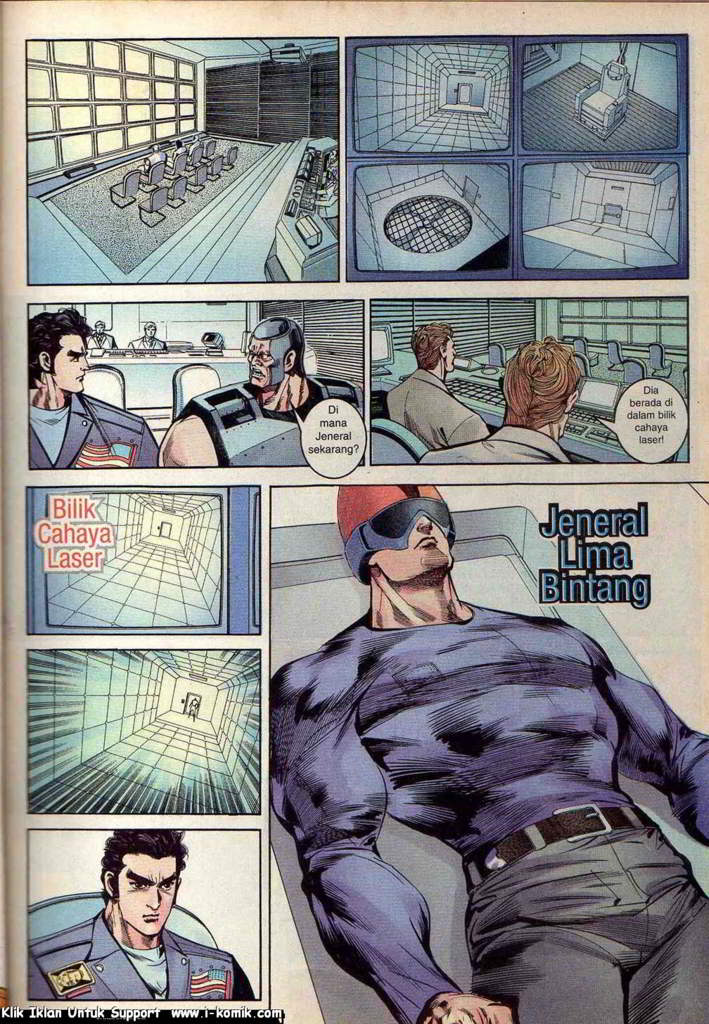 Di
mana
Jeneral
sekarang?
Dia
berada di
dalam bilik
cahaya
laser!
Bilik
Cahaya
Laser
Jeneral
Lima
Bintang
Klik Iklan Untuk Support www.i-komik.com